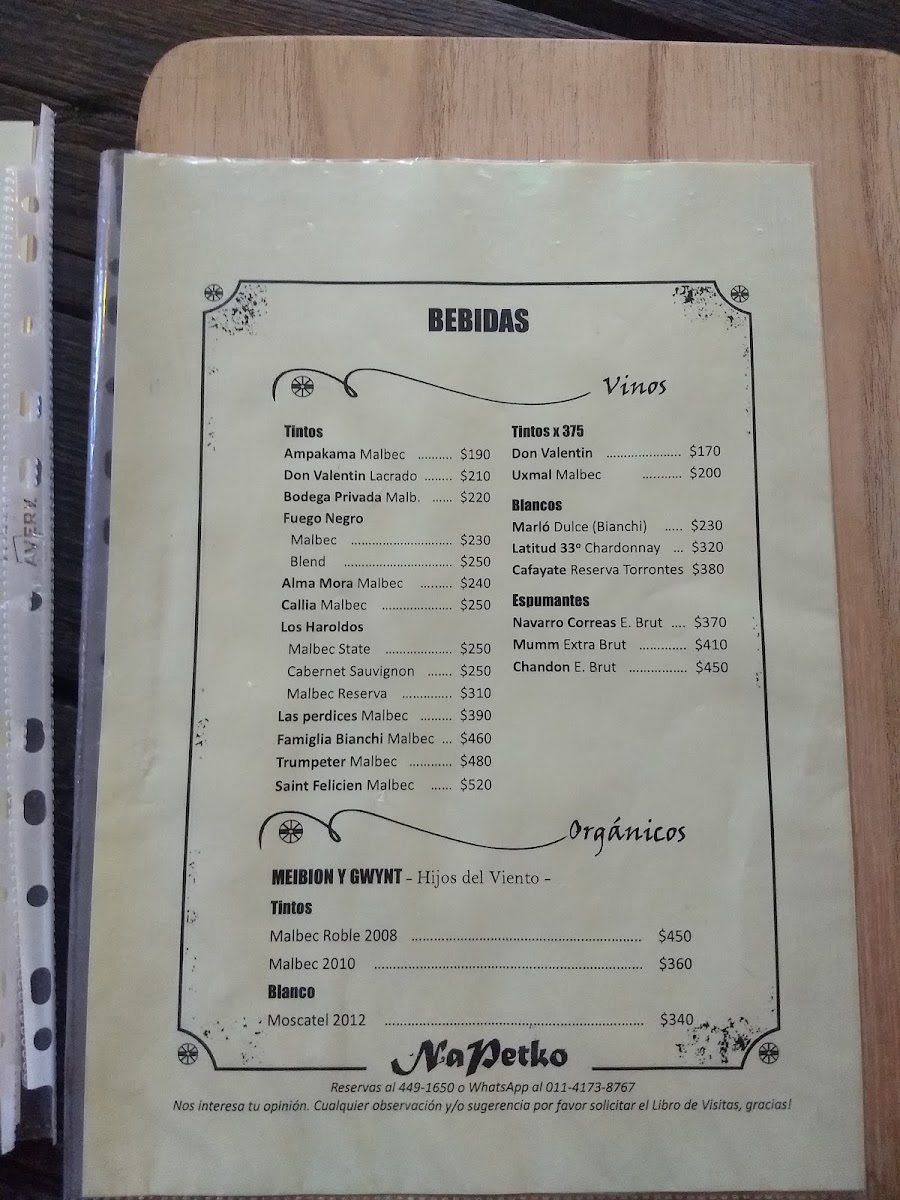 AVERY
BEBIDAS
Vinos
Tintos
Ampakama Malbec .......... $190
Don Valentin Lacrado ........ $210
Bodega Privada Malb. ...... $220
Fuego Negro
Malbec ............................. $230
Blend ............................... $250
Alma Mora Malbec ......... $240
Callia Malbec .................... $250
Los Haroldos
Malbec State ................... $250
Cabernet Sauvignon ....... $250
Malbec Reserva .............. $310
Las perdices Malbec ......... $390
Famiglia Bianchi Malbec ... $460
Trumpeter Malbec ............ $480
Saint Felicien Malbec ...... $520
Tintos x 375
Don Valentin ..................... $170
Uxmal Malbec ........... $200
Blancos
Marló Dulce (Bianchi) ..... $230
Latitud 33º Chardonnay ... $320
Cafayate Reserva Torrontes $380
Espumantes
Navarro Correas E. Brut .... $370
Mumm Extra Brut ............. $410
Chandon E. Brut ................ $450
Orgánicos
MEIBION Y GWYNT - Hijos del Viento -
Tintos
Malbec Roble 2008 ............................................................ $450
Malbec 2010 ...................................................................... $360
Blanco
Moscatel 2012 .................................................................... $340
NaPetko
Reservas al 449-1650 o WhatsApp al 011-4173-8767
Nos interesa tu opinión. Cualquier observación y/o sugerencia por favor solicitar el Libro de Visitas, gracias!